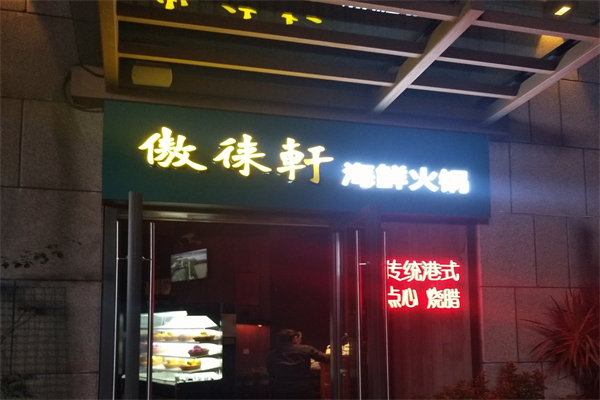 傲徕軒 海鲜火锅
传统港式
点心 烧腊